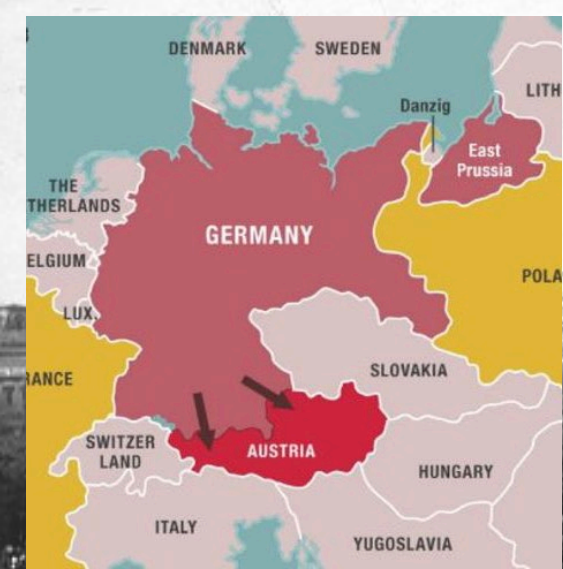 DENMARK
SWEDEN
LITH
Danzig
East
Prussia
THE
THERLANDS
GERMANY
ELGIUM
POLA
LUX.
RANCE
SLOVAKIA
SWITZER
LAND
AUSTRIA
HUNGARY
ITALY
YUGOSLAVIA